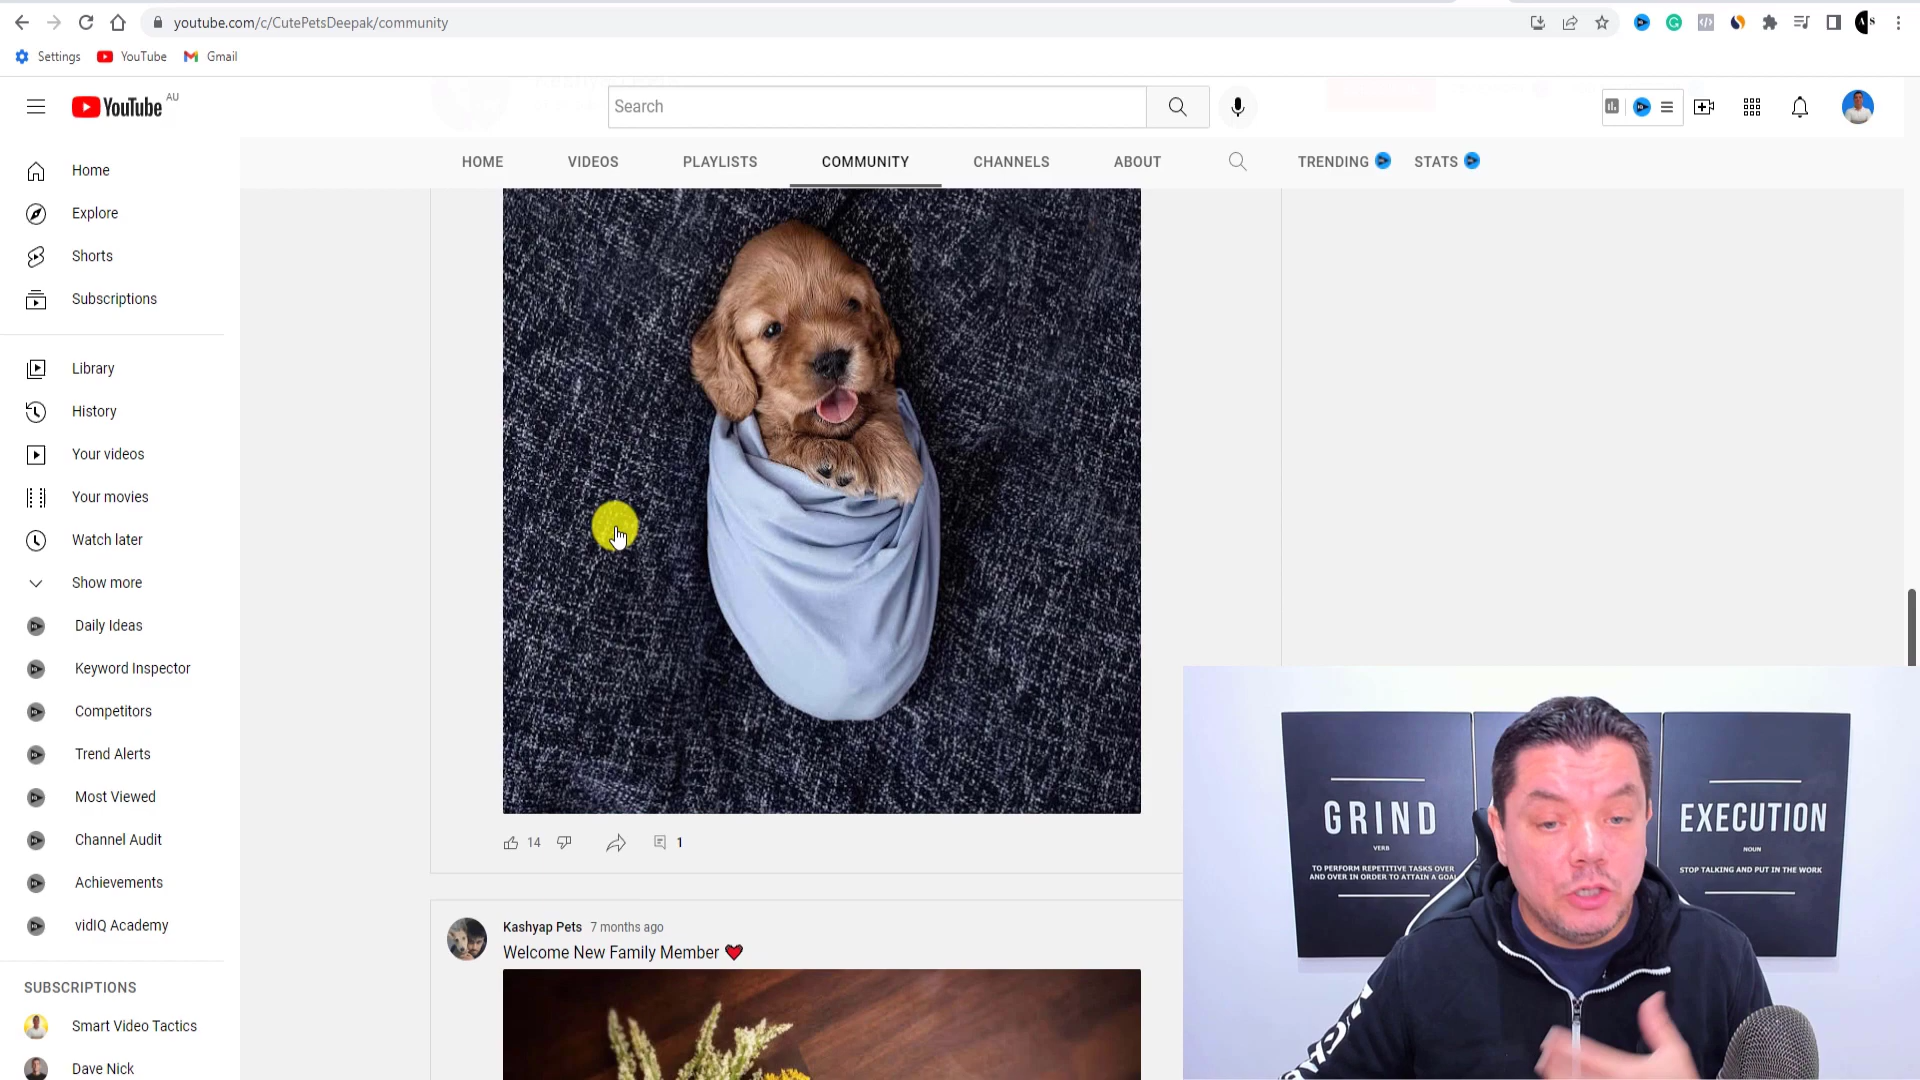 youtube.com/c/CutePetsDeepak/community
Settings YouTube Gmail
YouTube AU
Search
HOME VIDEOS PLAYLISTS COMMUNITY CHANNELS ABOUT TRENDING STATS
Home
Explore
Shorts
Subscriptions
Library
History
Your videos
Your movies
Watch later
Show more
Daily Ideas
Keyword Inspector
Competitors
Trend Alerts
Most Viewed
Channel Audit
Achievements
vidIQ Academy
SUBSCRIPTIONS
Smart Video Tactics
Dave Nick
14 1
Kashyap Pets 7 months ago
Welcome New Family Member ❤️
GRIND
VERB
TO PERFORM REPETITIVE TASKS OVER
AND OVER IN ORDER TO ATTAIN A GOAL
EXECUTION
NOUN
STOP TALKING AND PUT IN THE WORK